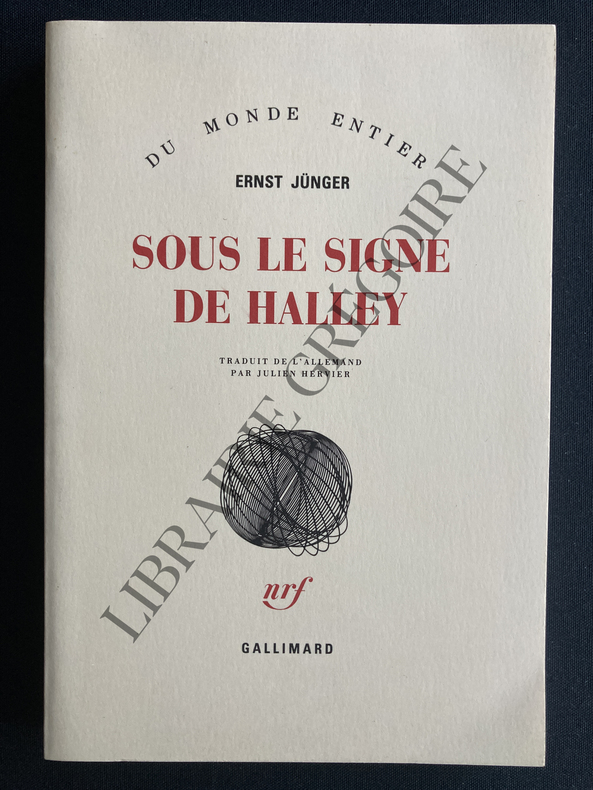 DU MONDE ENTIER
ERNST JÜNGER
SOUS LE SIGNE
DE HALLEY
TRADUIT DE L'ALLEMAND
PAR JULIEN HERVIER
nrf
GALLIMARD
LIBRAIRIE GRÉGOIRE